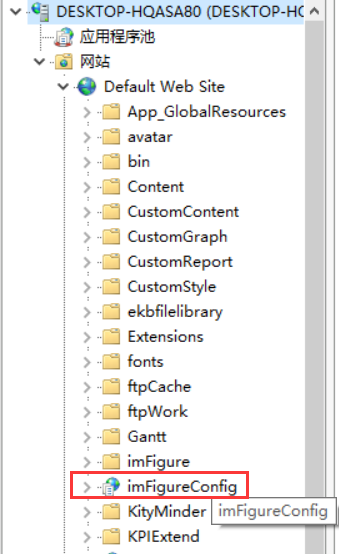 DESKTOP-HQASA80 (DESKTOP-HQ
应用程序池
网站
Default Web Site
App_GlobalResources
avatar
bin
Content
CustomContent
CustomGraph
CustomReport
CustomStyle
ekbfilelibrary
Extensions
fonts
ftpCache
ftpWork
Gantt
imFigure
imFigureConfig
KityMinder
imFigureConfig
KPIExtend